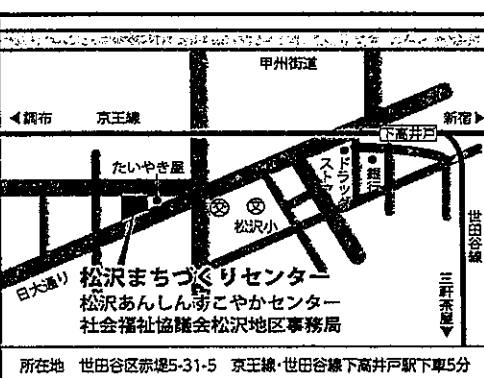 甲州街道
◀調布
京王線
新宿▶
下高井戸
たいやき屋
ドラッグ
ストア
銀行
文
文
松沢小
世田谷線
三軒茶屋▼
日大通り
松沢まちづくりセンター
松沢あんしんすこやかセンター
社会福祉協議会松沢地区事務局
所在地 世田谷区赤堤5-31-5 京王線・世田谷線下高井戸駅下車5分